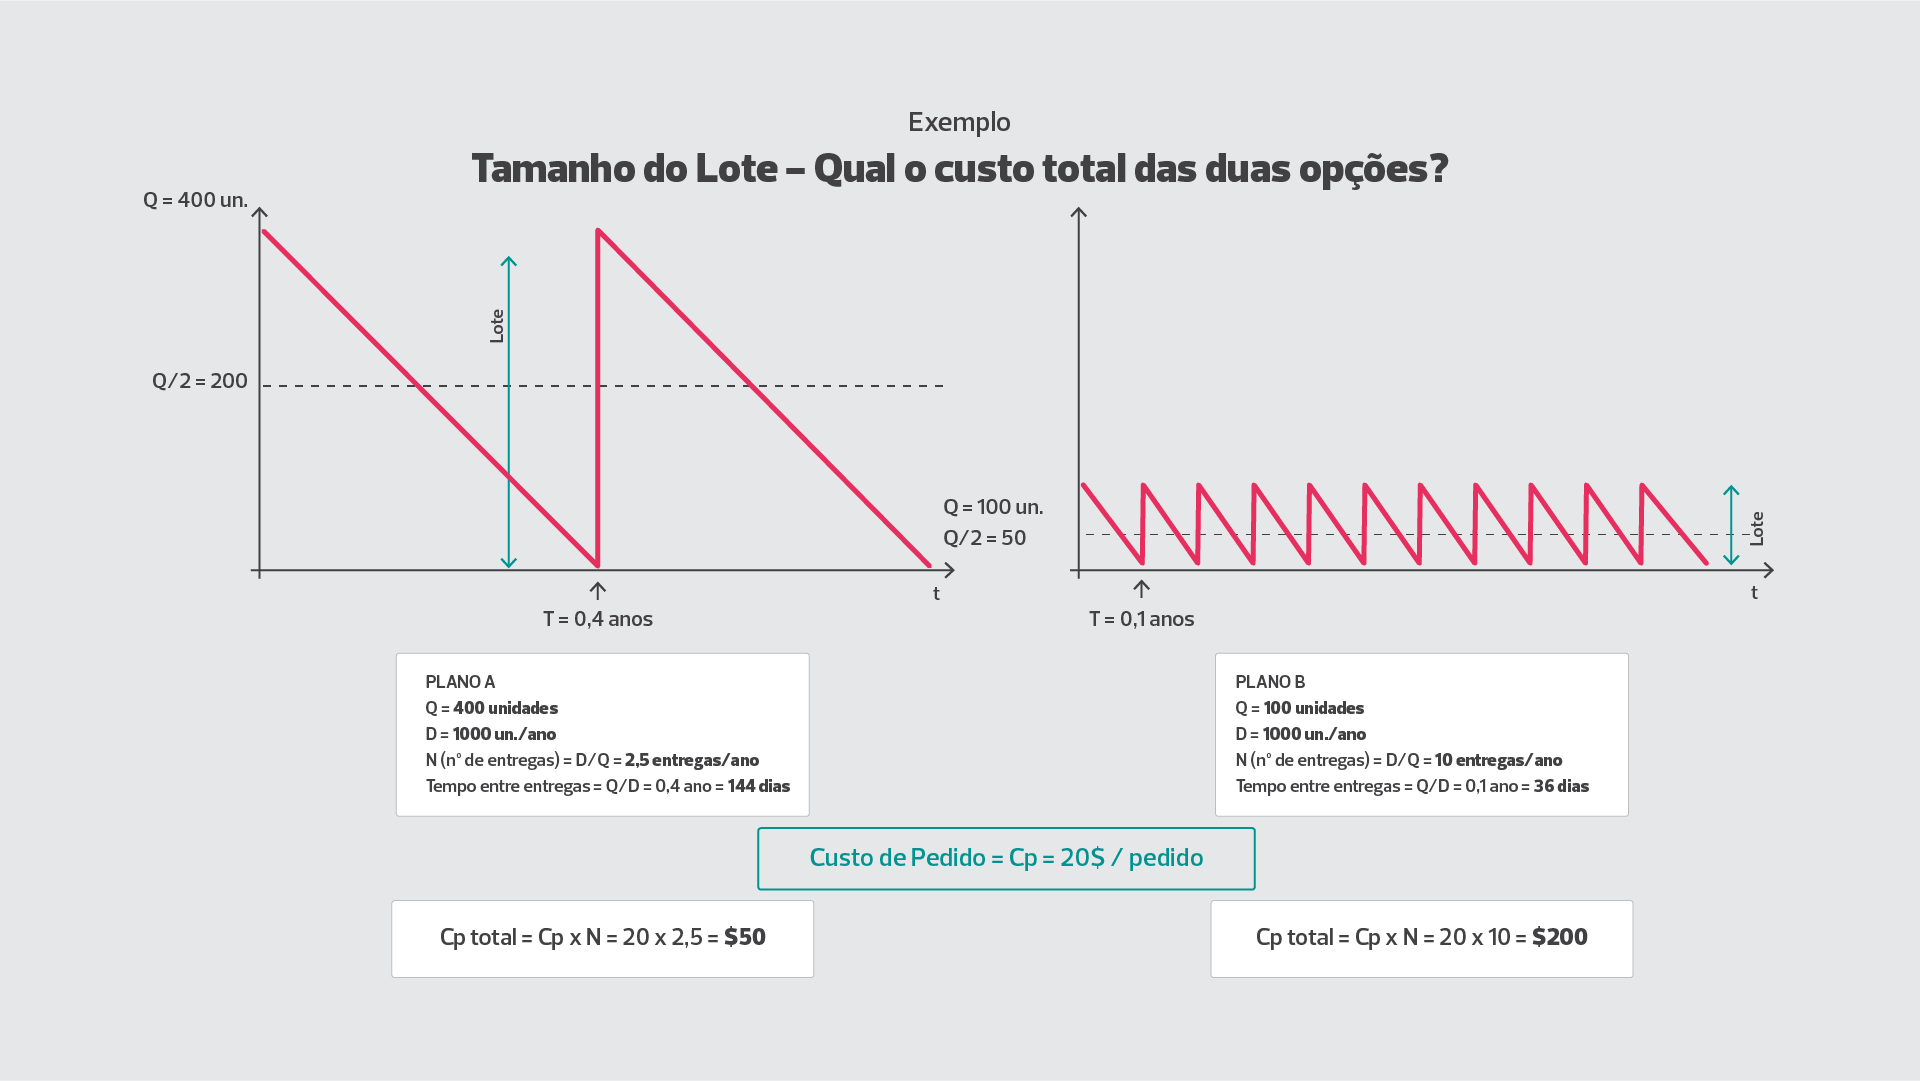 Exemplo
Tamanho do Lote – Qual o custo total das duas opções?
Q = 400 un.
Lote
Q/2 = 200
T = 0,4 anos
t
Q = 100 un.
Q/2 = 50
Lote
T = 0,1 anos
t
PLANO A
Q = 400 unidades
D = 1000 un./ano
N (n° de entregas) = D/Q = 2,5 entregas/ano
Tempo entre entregas = Q/D = 0,4 ano = 144 dias
PLANO B
Q = 100 unidades
D = 1000 un./ano
N (n° de entregas) = D/Q = 10 entregas/ano
Tempo entre entregas = Q/D = 0,1 ano = 36 dias
Custo de Pedido = Cp = 20$ / pedido
Cp total = Cp x N = 20 x 2,5 = $50
Cp total = Cp x N = 20 x 10 = $200